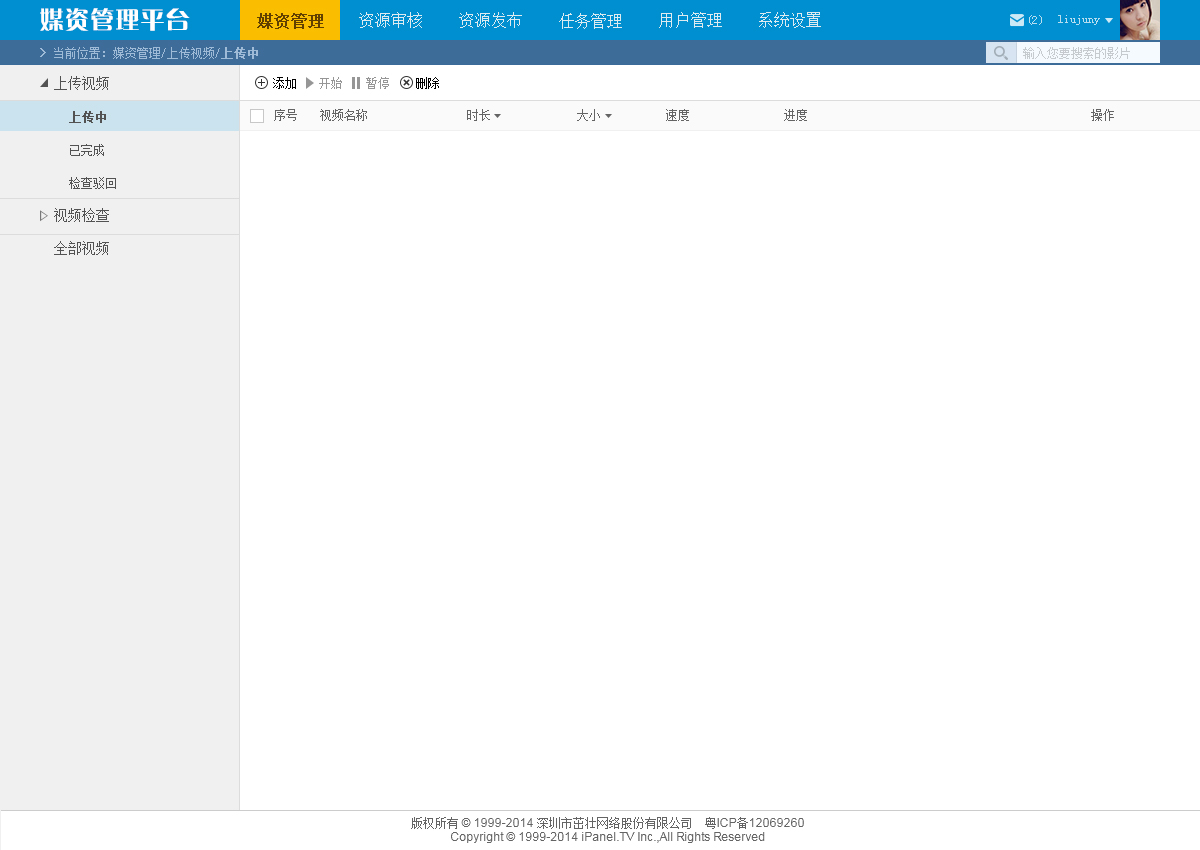 媒资管理平台 媒资管理 资源审核 资源发布 任务管理 用户管理 系统设置 (2) liujuny
当前位置：媒资管理/上传视频/上传中 输入您要搜索的影片
上传视频 添加 开始 暂停 删除
上传中 序号 视频名称 时长 大小 速度 进度 操作
已完成
检查驳回
视频检查
全部视频
版权所有 © 1999-2014 深圳市茁壮网络股份有限公司 粤ICP备12069260
Copyright © 1999-2014 iPanel.TV Inc.,All Rights Reserved